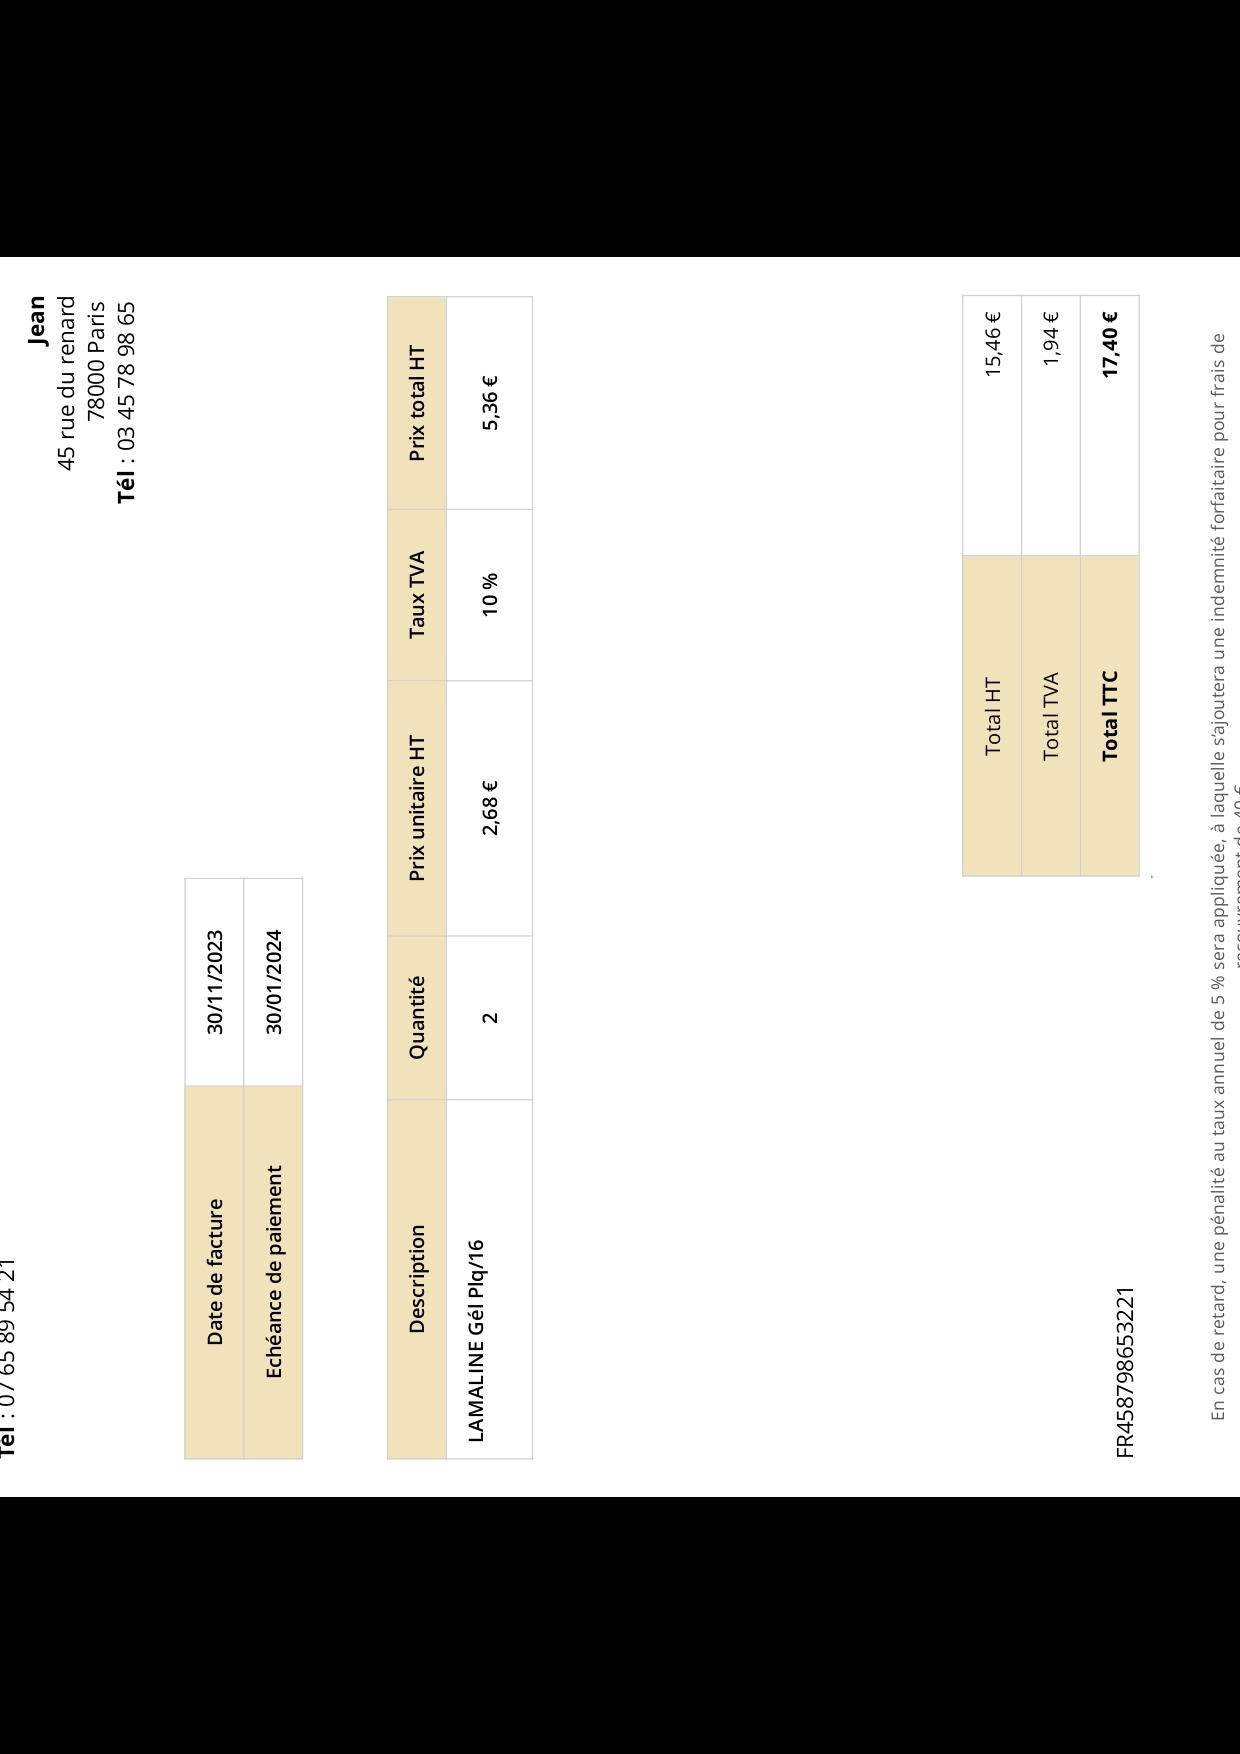 Tél : 07 65 89 54 21
Jean
45 rue du renard
78000 Paris
Tél : 03 45 78 98 65
Date de facture 30/11/2023
Echéance de paiement 30/01/2024
Description Quantité Prix unitaire HT Taux TVA Prix total HT
LAMALINE Gél Plq/16 2 2,68 € 10 % 5,36 €
Total HT 15,46 €
Total TVA 1,94 €
Total TTC 17,40 €
FR458798653221
En cas de retard, une pénalité au taux annuel de 5 % sera appliquée, à laquelle s'ajoutera une indemnité forfaitaire pour frais de
recouvrement de 40 €